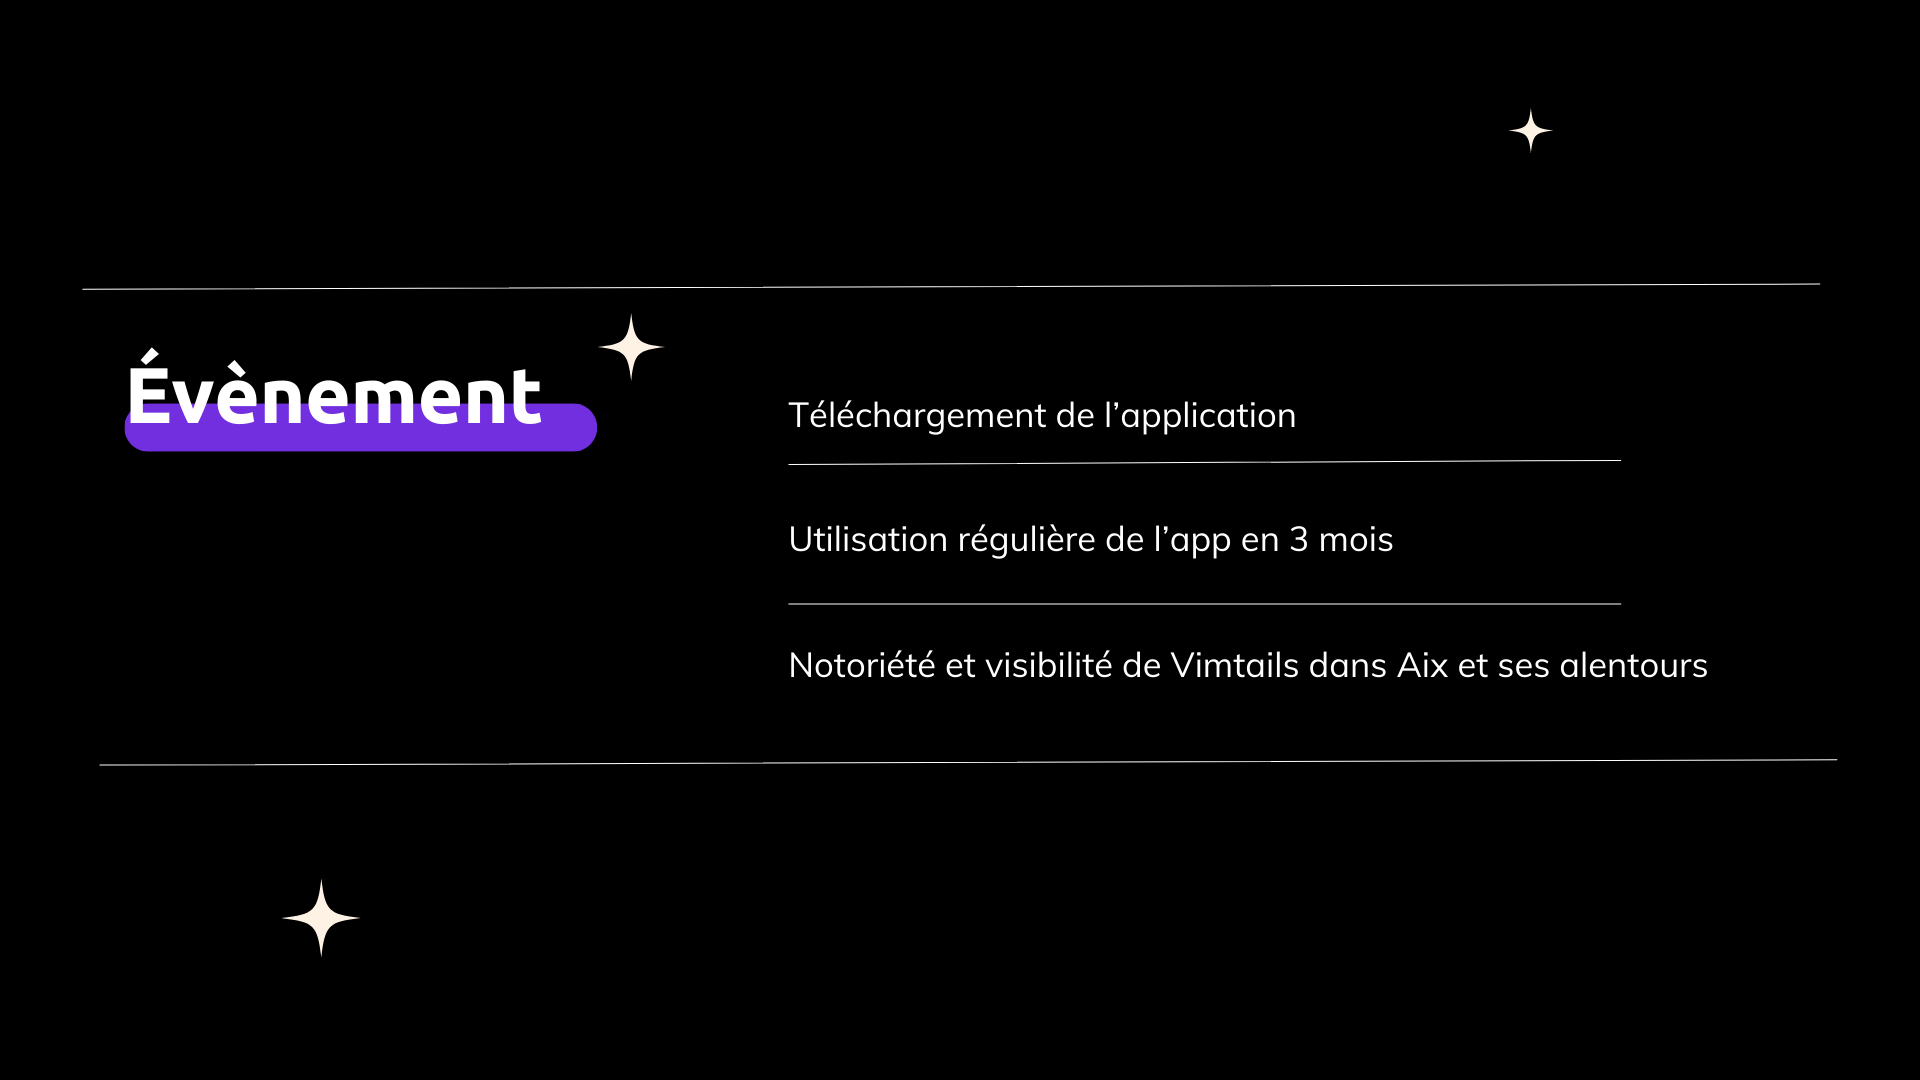 Évènement
Téléchargement de l’application
Utilisation régulière de l’app en 3 mois
Notoriété et visibilité de Vimtails dans Aix et ses alentours